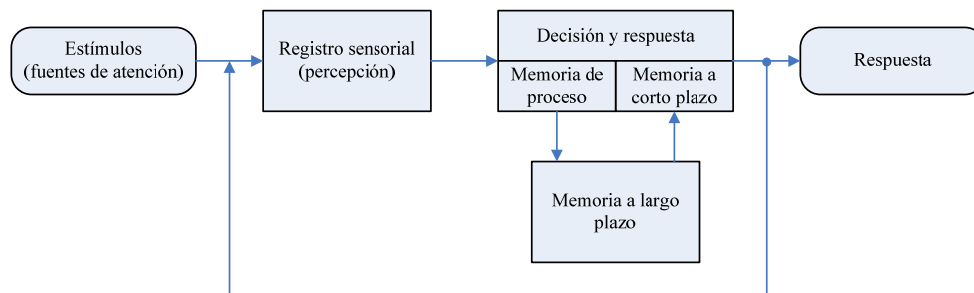 Estímulos
(fuentes de atención)
Registro sensorial
(percepción)
Decisión y respuesta
Memoria de
proceso
Memoria a
corto plazo
Respuesta
Memoria a largo
plazo